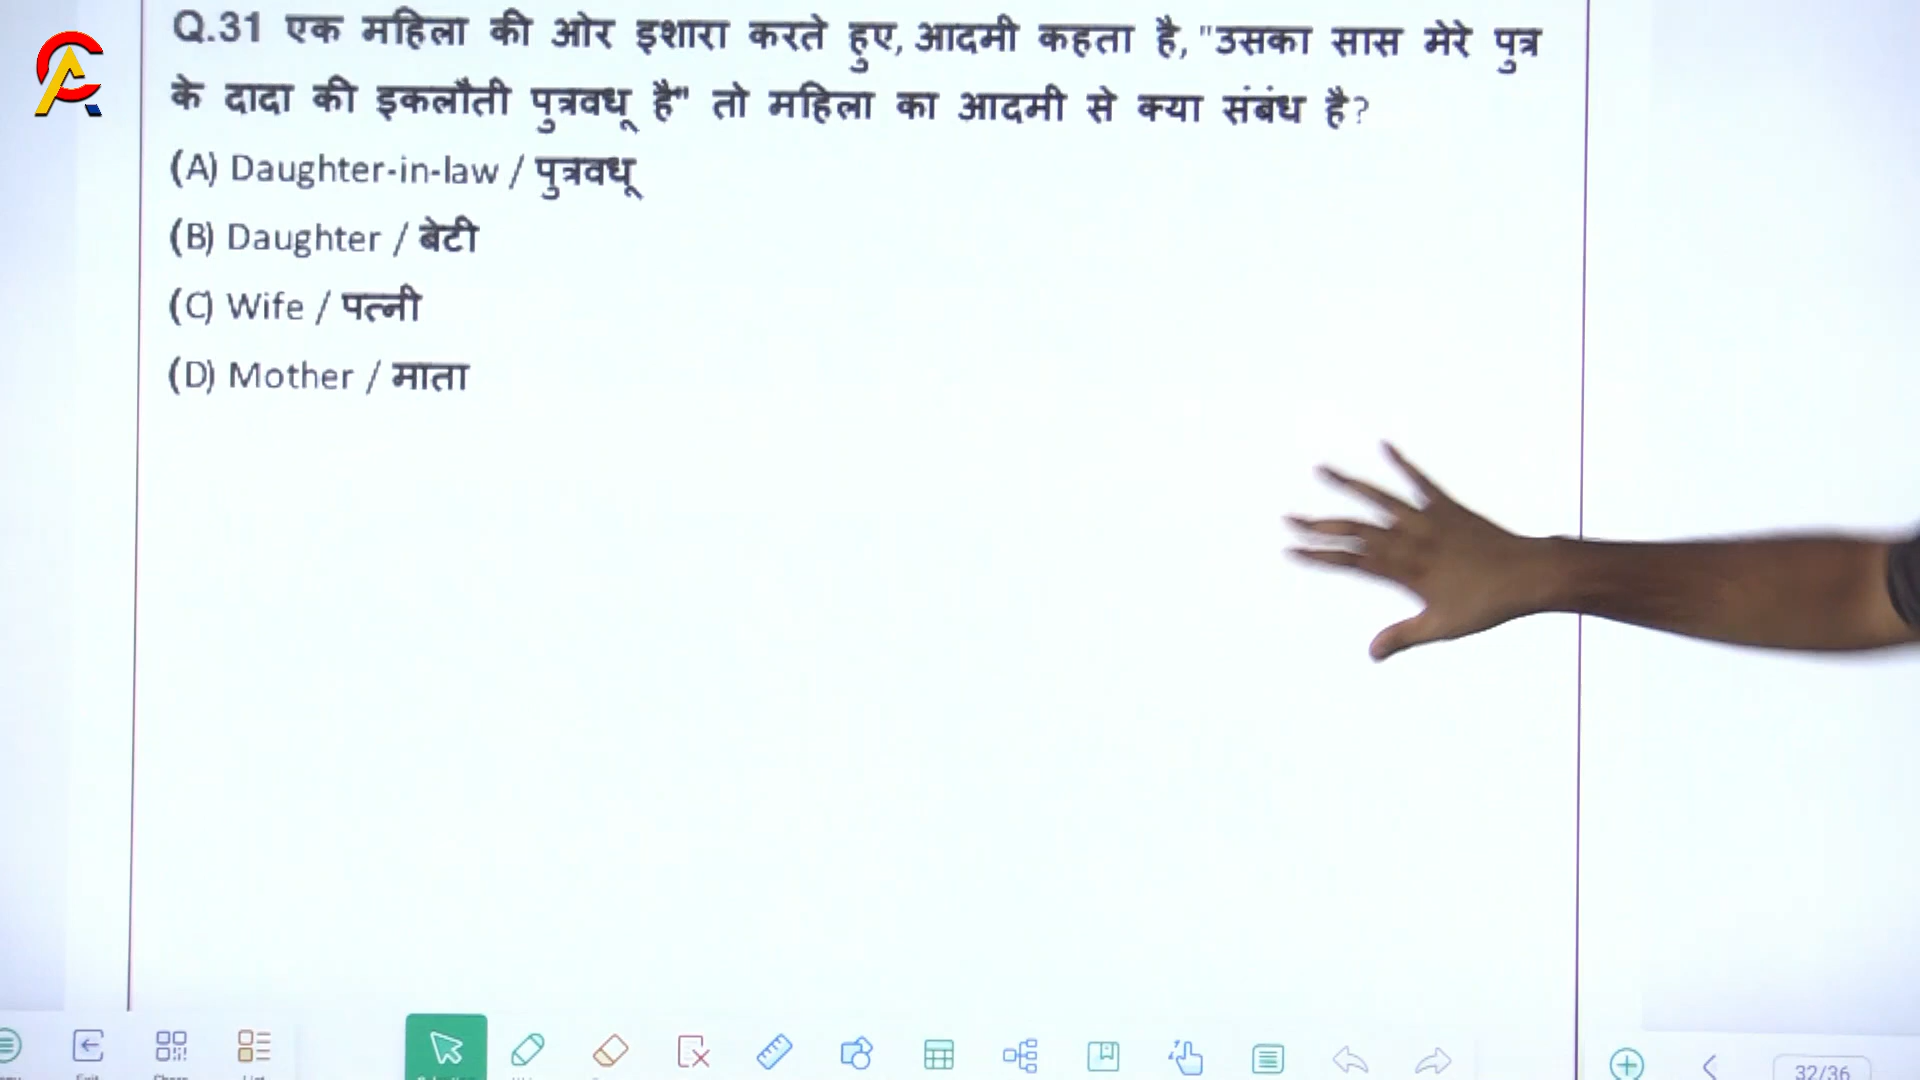 Q.31 एक महिला की ओर इशारा करते हुए, आदमी कहता है, "उसका सास मेरे पुत्र
के दादा की इकलौती पुत्रवधू है" तो महिला का आदमी से क्या संबंध है?
(A) Daughter-in-law / पुत्रवधू
(B) Daughter / बेटी
(C) Wife / पत्नी
(D) Mother / माता
32/36